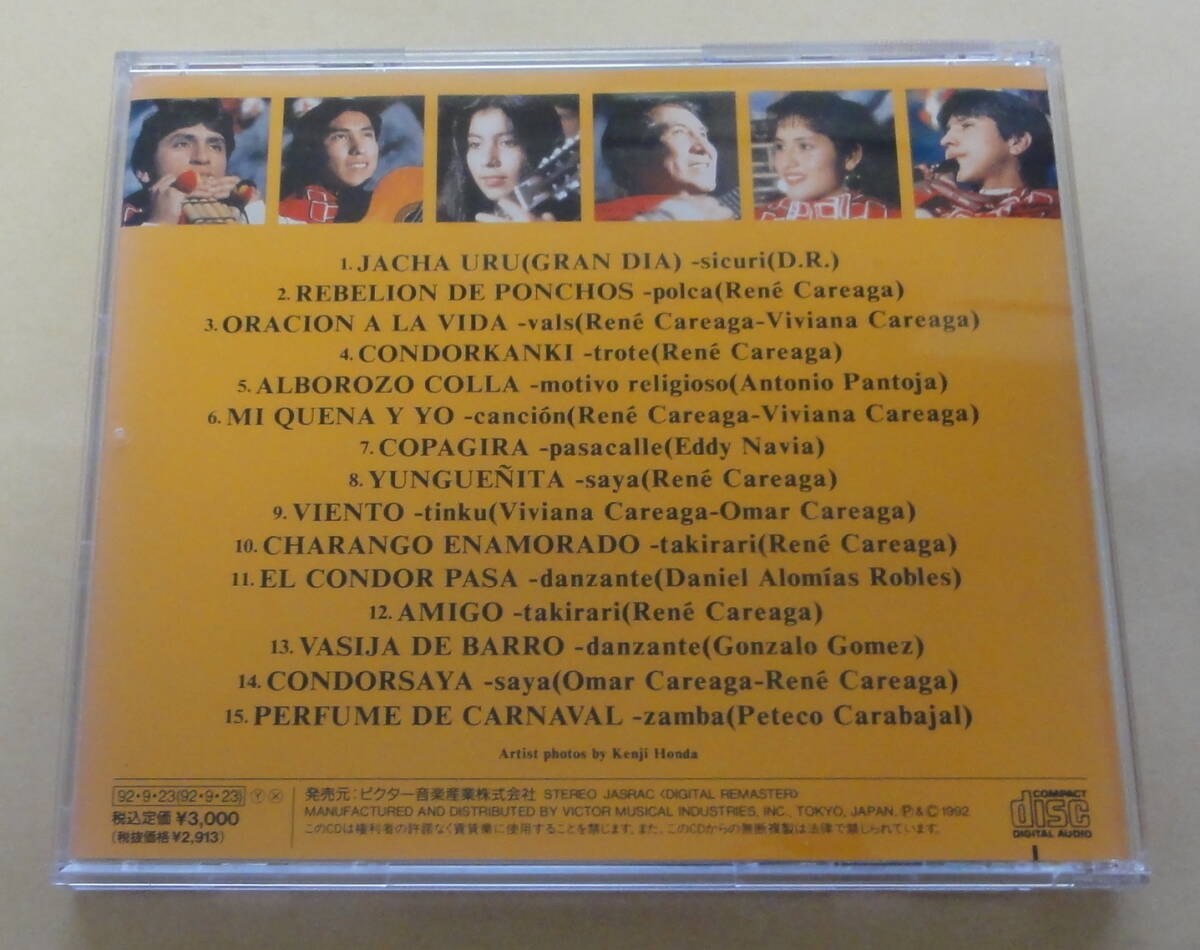 1. JACHA URU(GRAN DIA) -sicuri(D.R.)
2. REBELION DE PONCHOS -polca(René Careaga)
3. ORACION A LA VIDA -vals(René Careaga-Viviana Careaga)
4. CONDORKANKI -trote(René Careaga)
5. ALBOROZO COLLA -motivo religioso(Antonio Pantoja)
6. MI QUENA Y YO -canción(René Careaga-Viviana Careaga)
7. COPAGIRA -pasacalle(Eddy Navia)
8. YUNGUEÑITA -saya(René Careaga)
9. VIENTO -tinku(Viviana Careaga-Omar Careaga)
10. CHARANGO ENAMORADO -takirari(René Careaga)
11. EL CONDOR PASA -danzante(Daniel Alomías Robles)
12. AMIGO -takirari(René Careaga)
13. VASIJA DE BARRO -danzante(Gonzalo Gomez)
14. CONDORSAYA -saya(Omar Careaga-René Careaga)
15. PERFUME DE CARNAVAL -zamba(Peteco Carabajal)
Artist photos by Kenji Honda
92・9・23(92・9・23) Ⓨ Ⓧ
税込定価 ¥3,000
(税抜価格 ¥2,913)
発売元:ビクター音楽産業株式会社 STEREO JASRAC 〈DIGITAL REMASTER〉
MANUFACTURED AND DISTRIBUTED BY VICTOR MUSICAL INDUSTRIES, INC., TOKYO, JAPAN. Ⓟ&© 1992
このCDは権利者の許諾なく賃貸業に使用することを禁じます。また、このCDからの無断複製は法律で禁じられています。
COMPACT
disc
DIGITAL AUDIO